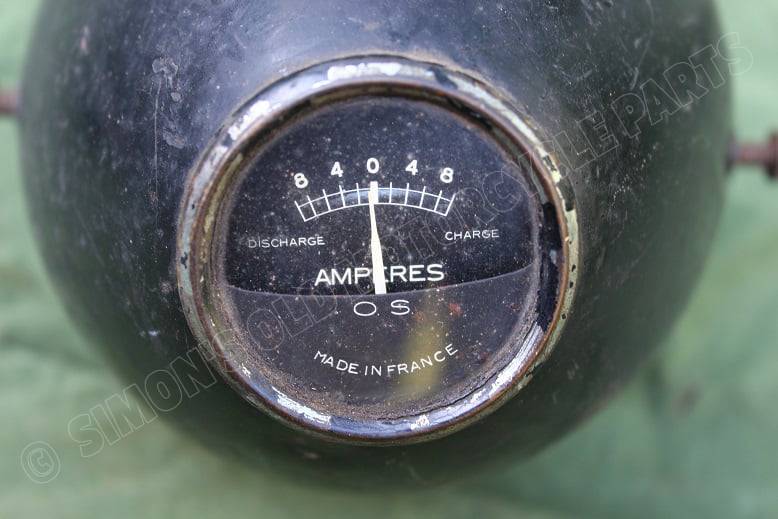 8 4 0 4 8
DISCHARGE CHARGE
AMPERES
O S
MADE IN FRANCE
© SIMON'S OLD MOTORCYCLE PARTS